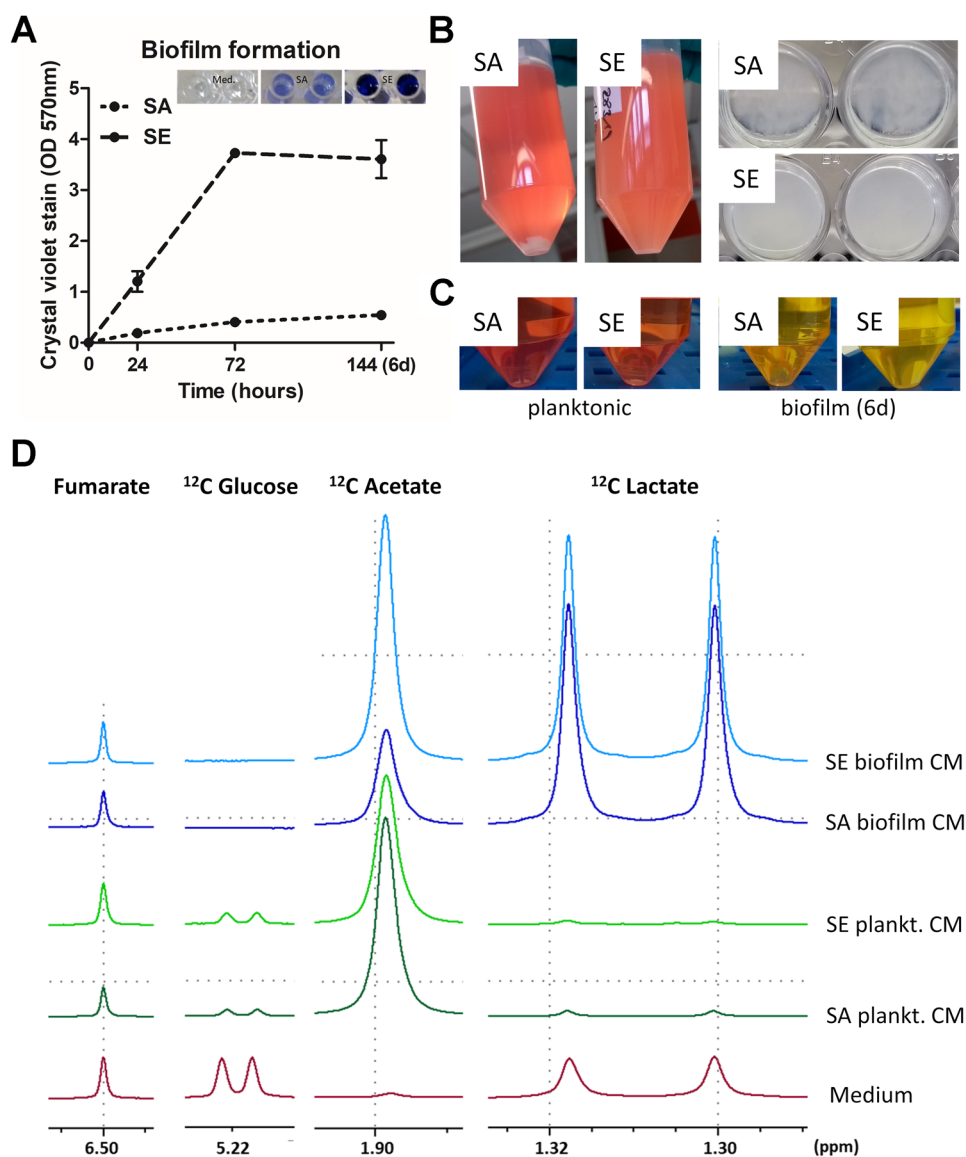 A
Biofilm formation
Med.
SA
SE
SA
SE
Crystal violet stain (OD 570nm)
5
4
3
2
1
0
0
24
72
144 (6d)
Time (hours)
B
SA
SE
SA
SE
C
SA
SE
SA
SE
planktonic
biofilm (6d)
D
Fumarate
¹²C Glucose
¹²C Acetate
¹²C Lactate
SE biofilm CM
SA biofilm CM
SE plankt. CM
SA plankt. CM
Medium
6.50
5.22
1.90
1.32
1.30
(ppm)